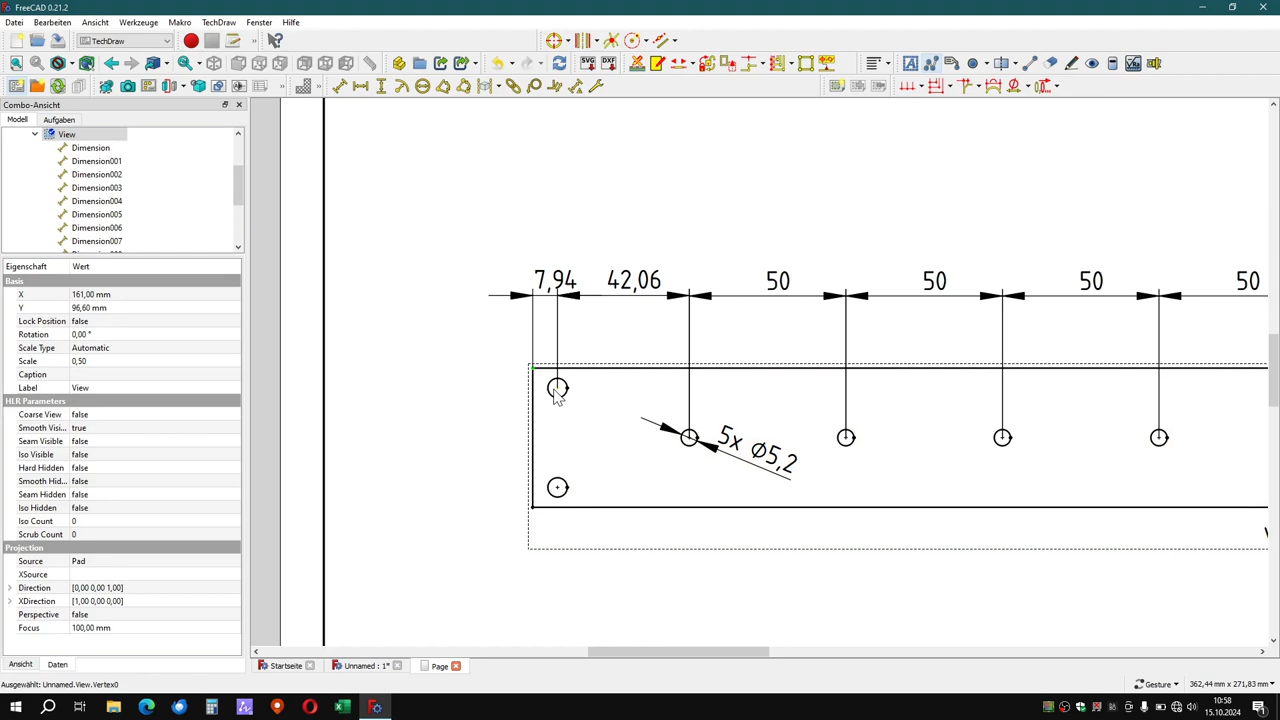 FreeCAD 0.21.2
Datei Bearbeiten Ansicht Werkzeuge Makro TechDraw Fenster Hilfe
TechDraw
SVG DXF
Combo-Ansicht
Modell Aufgaben
View
Dimension
Dimension001
Dimension002
Dimension003
Dimension004
Dimension005
Dimension006
Dimension007
Eigenschaft Wert
Basis
X 161,00 mm
Y 96,60 mm
Lock Position false
Rotation 0,00 °
Scale Type Automatic
Scale 0,50
Caption
Label View
HLR Parameters
Coarse View false
Smooth Visi... true
Seam Visible false
Iso Visible false
Hard Hidden false
Smooth Hid... false
Seam Hidden false
Iso Hidden false
Iso Count 0
Scrub Count 0
Projection
Source Pad
XSource
Direction [0,00 0,00 1,00]
XDirection [1,00 0,00 0,00]
Perspective false
Focus 100,00 mm
Ansicht Daten
7,94 42,06 50 50 50 50
5x ⌀5,2
Startseite Unnamed : 1* Page
Ausgewählt: Unnamed.View.Vertex0
Gesture 362,44 mm x 271,83 mm
10:58
15.10.2024